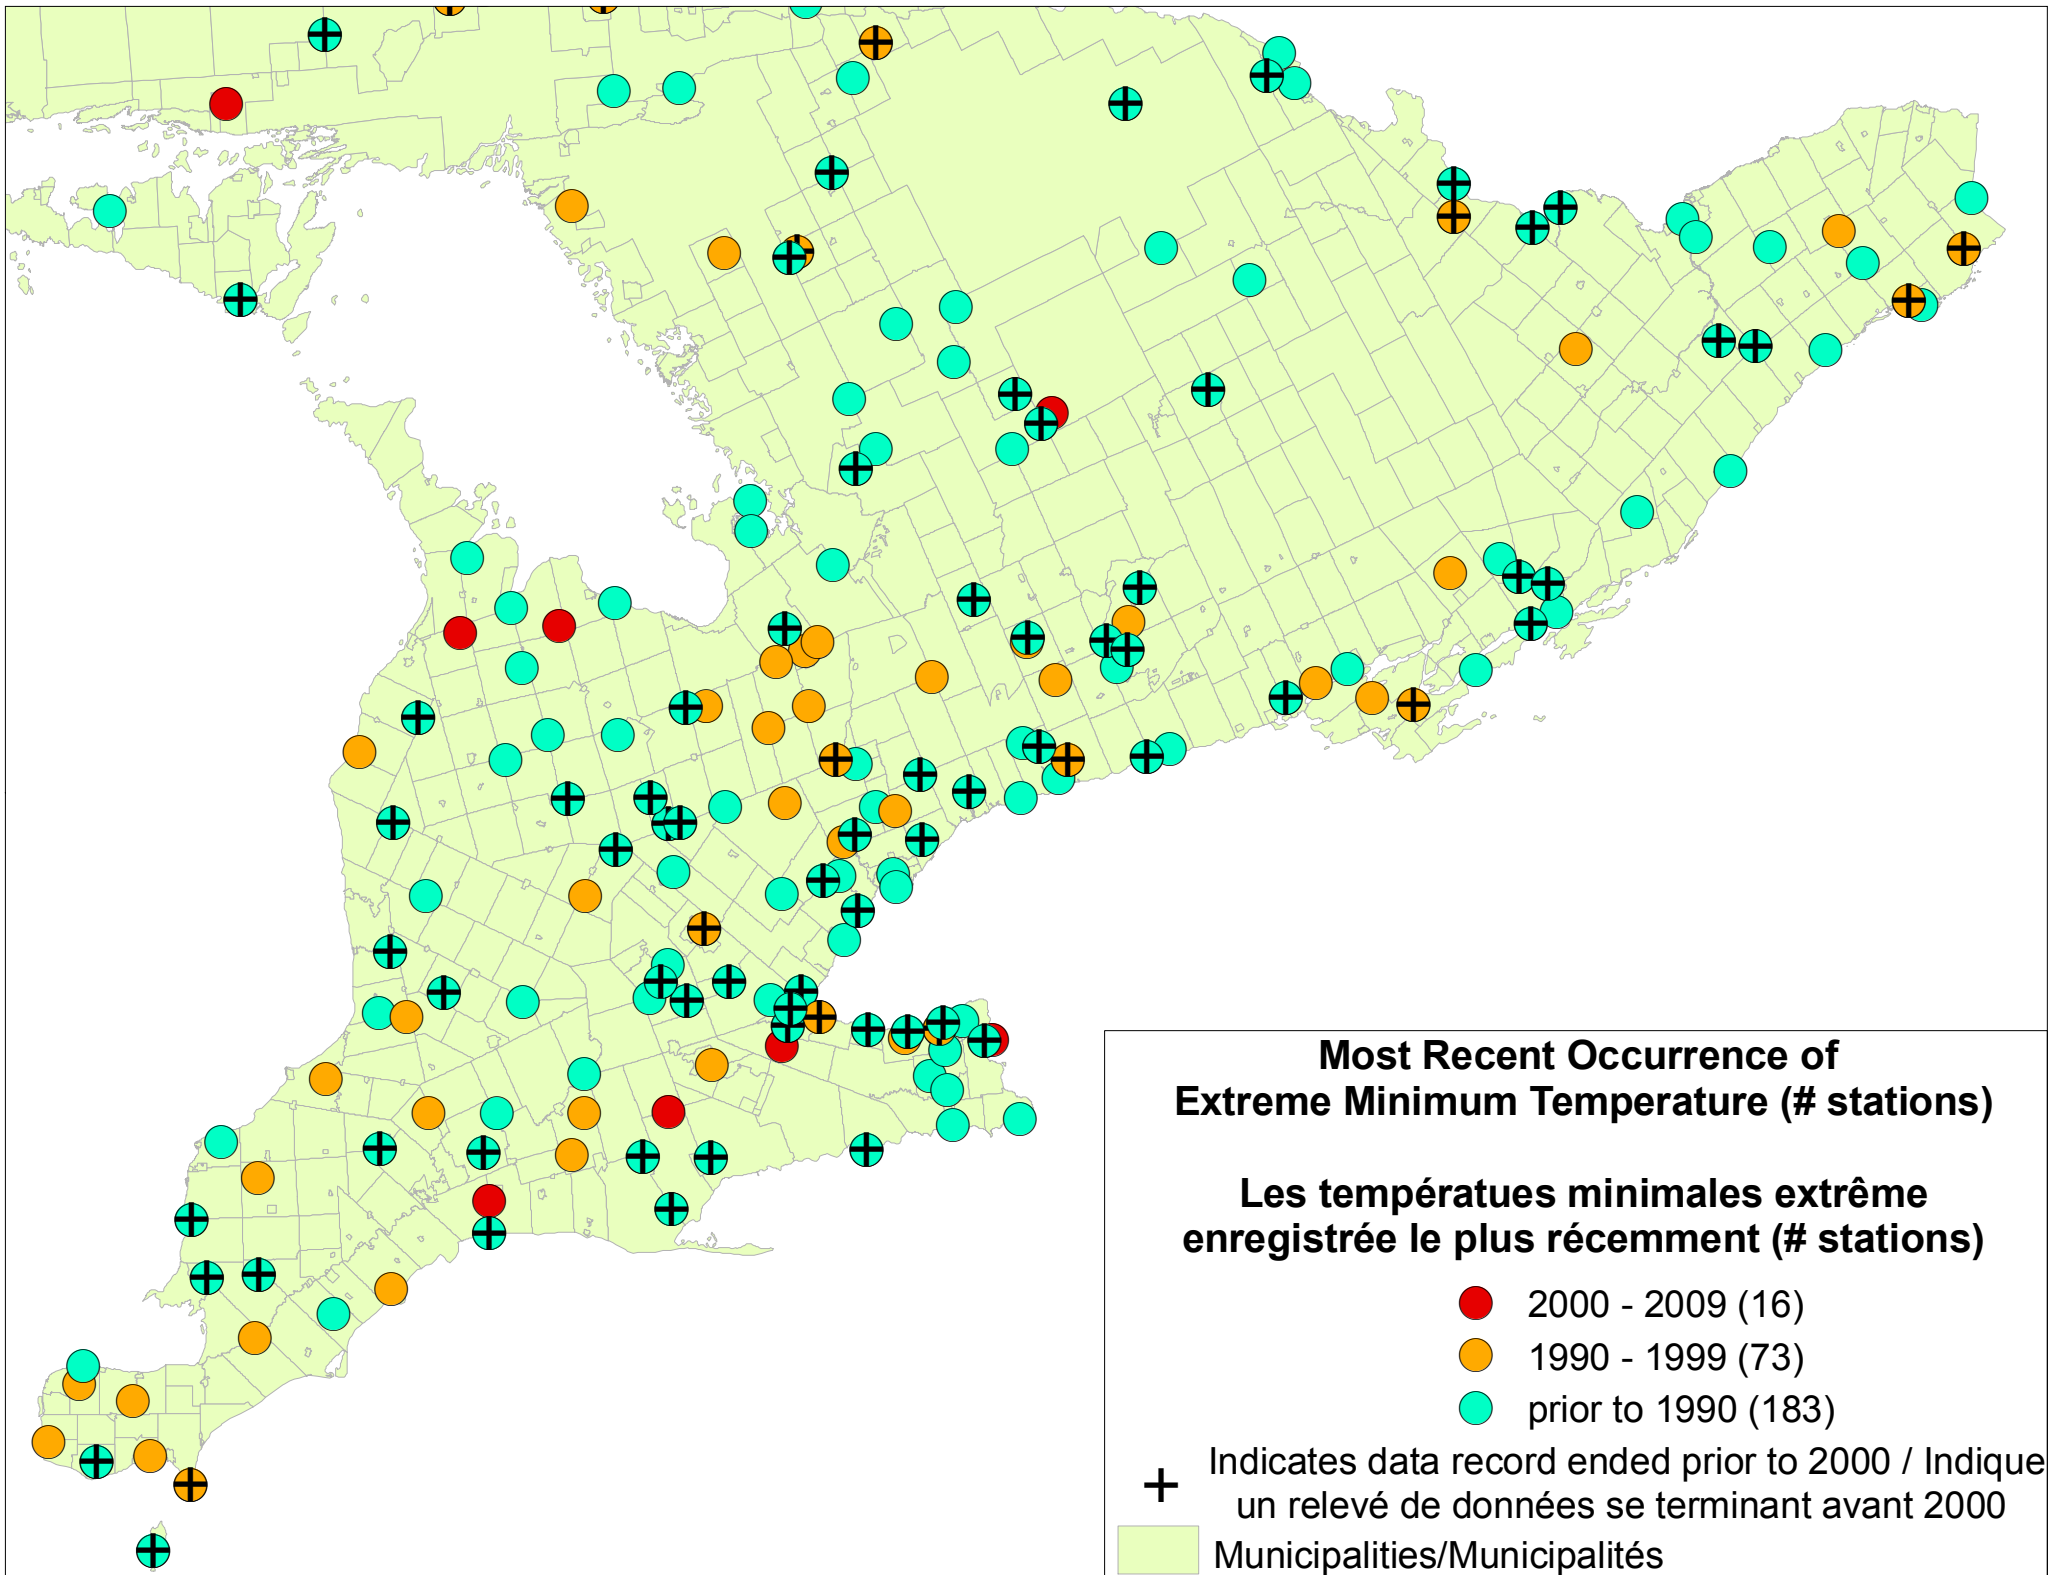 Most Recent Occurrence of
Extreme Minimum Temperature (# stations)
Les températues minimales extrême
enregistrée le plus récemment (# stations)
2000 - 2009 (16)
1990 - 1999 (73)
prior to 1990 (183)
Indicates data record ended prior to 2000 / Indique
un relevé de données se terminant avant 2000
Municipalities/Municipalités